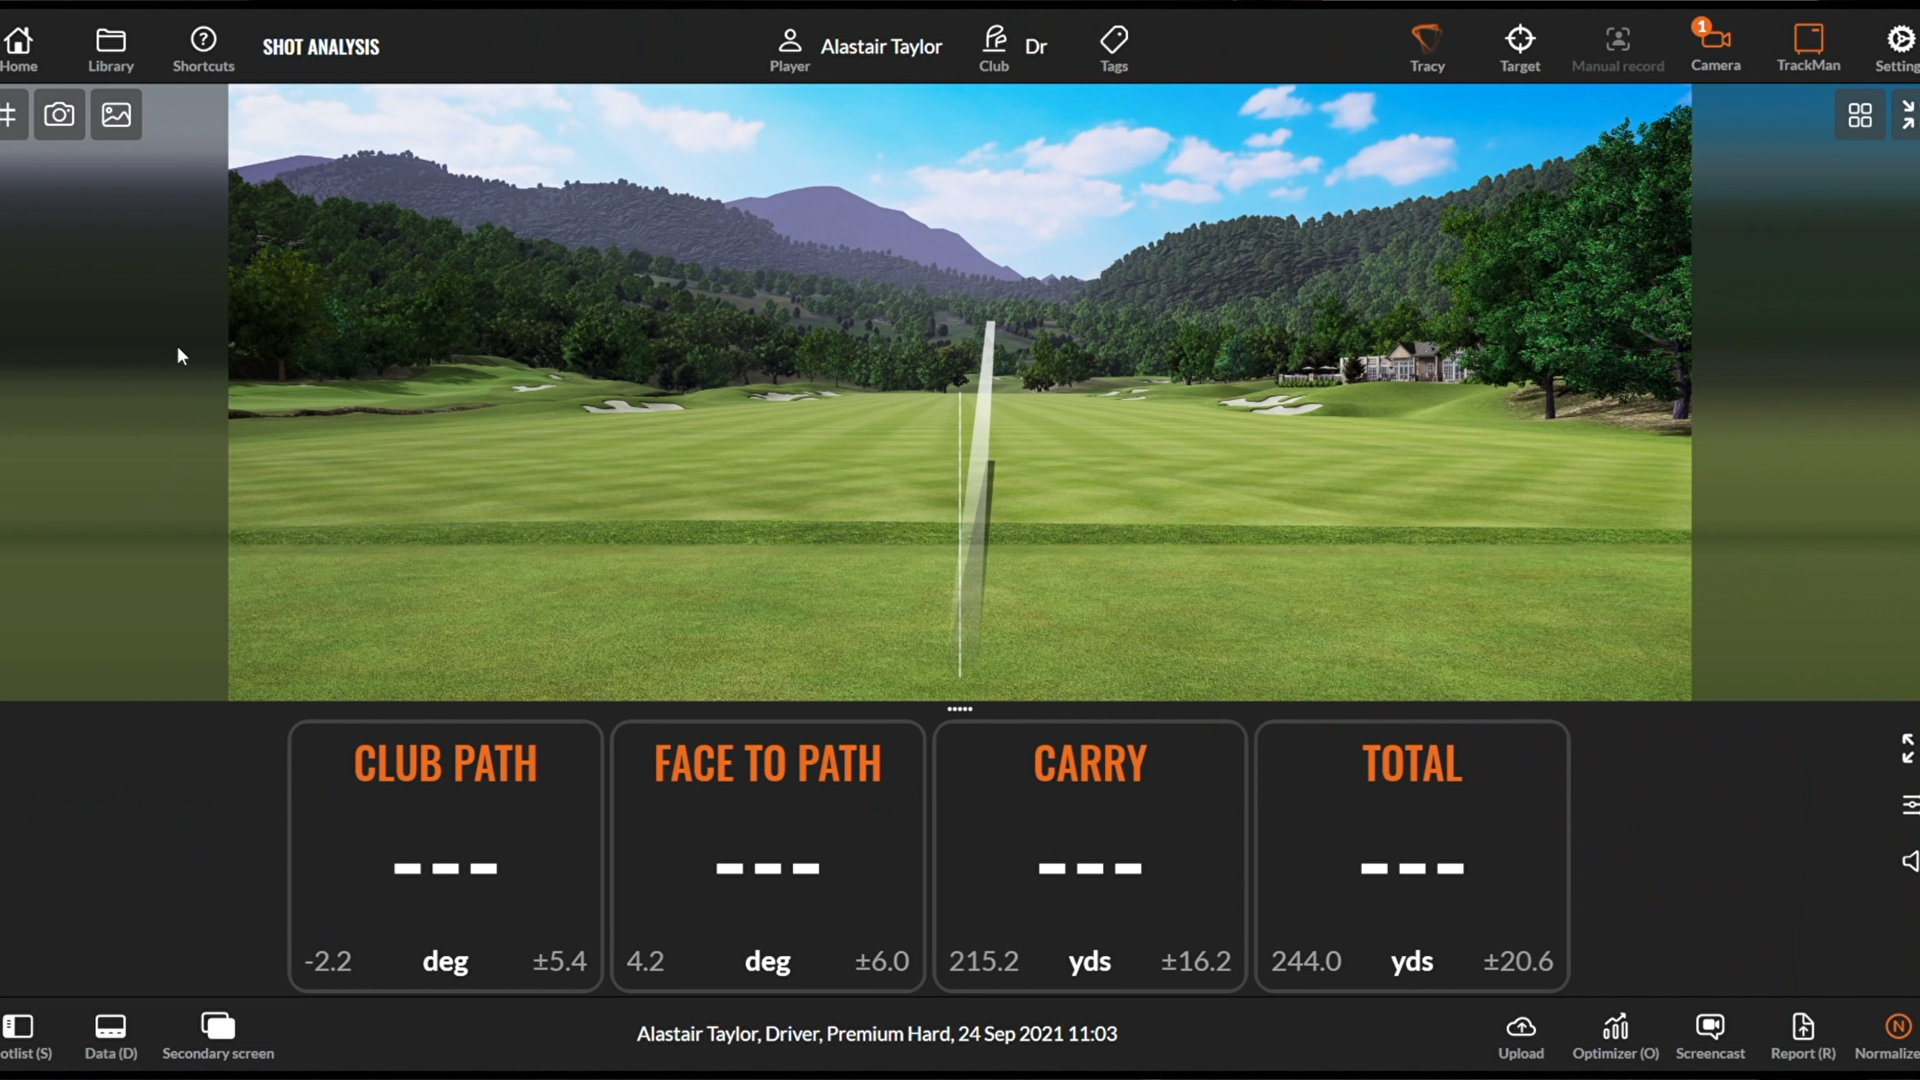 Home
Library
Shortcuts
SHOT ANALYSIS
Player
Alastair Taylor
Club
Dr
Tags
Tracy
Target
Manual record
1
Camera
TrackMan
Setting
CLUB PATH
---
-2.2 deg ±5.4
FACE TO PATH
---
4.2 deg ±6.0
CARRY
---
215.2 yds ±16.2
TOTAL
---
244.0 yds ±20.6
otlist (S)
Data (D)
Secondary screen
Alastair Taylor, Driver, Premium Hard, 24 Sep 2021 11:03
Upload
Optimizer (O)
Screencast
Report (R)
N
Normalize